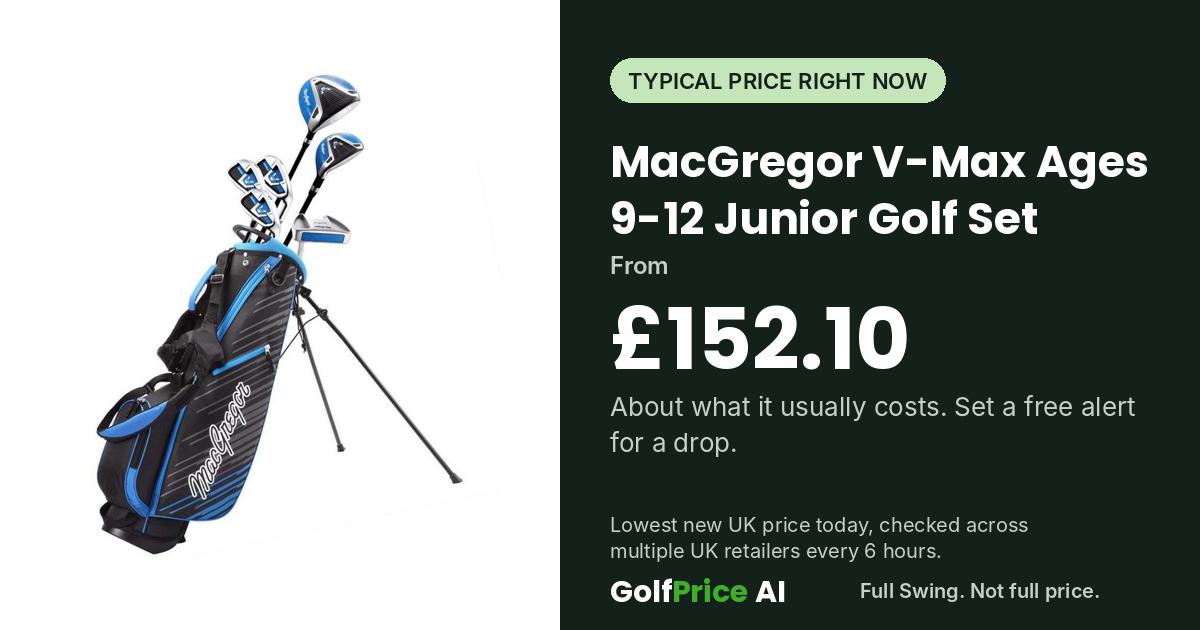 MacGregor
TYPICAL PRICE RIGHT NOW
MacGregor V-Max Ages
9-12 Junior Golf Set
From
£152.10
About what it usually costs. Set a free alert
for a drop.
Lowest new UK price today, checked across
multiple UK retailers every 6 hours.
GolfPrice AI
Full Swing. Not full price.